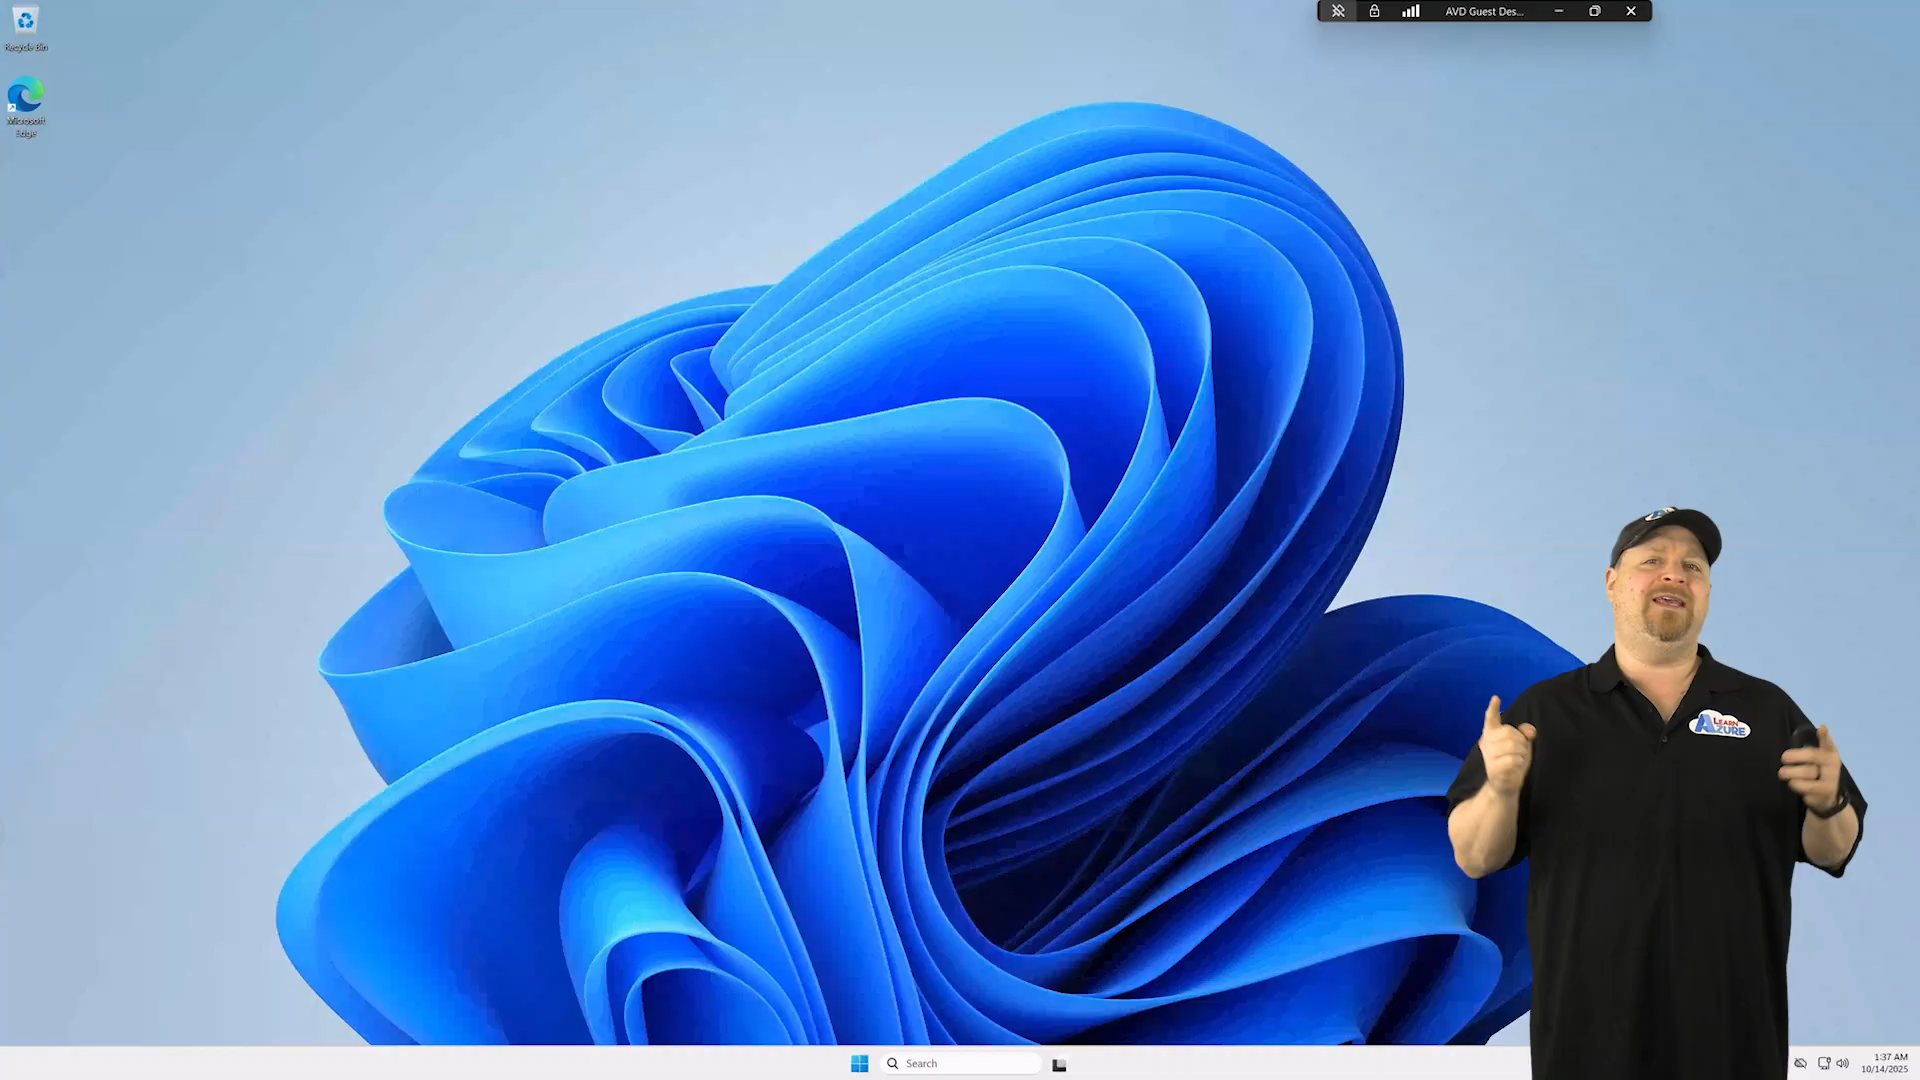 Recycle Bin
Microsoft
Edge
AVD Guest Des...
LEARN
AZURE
Search
1:37 AM
10/14/2025